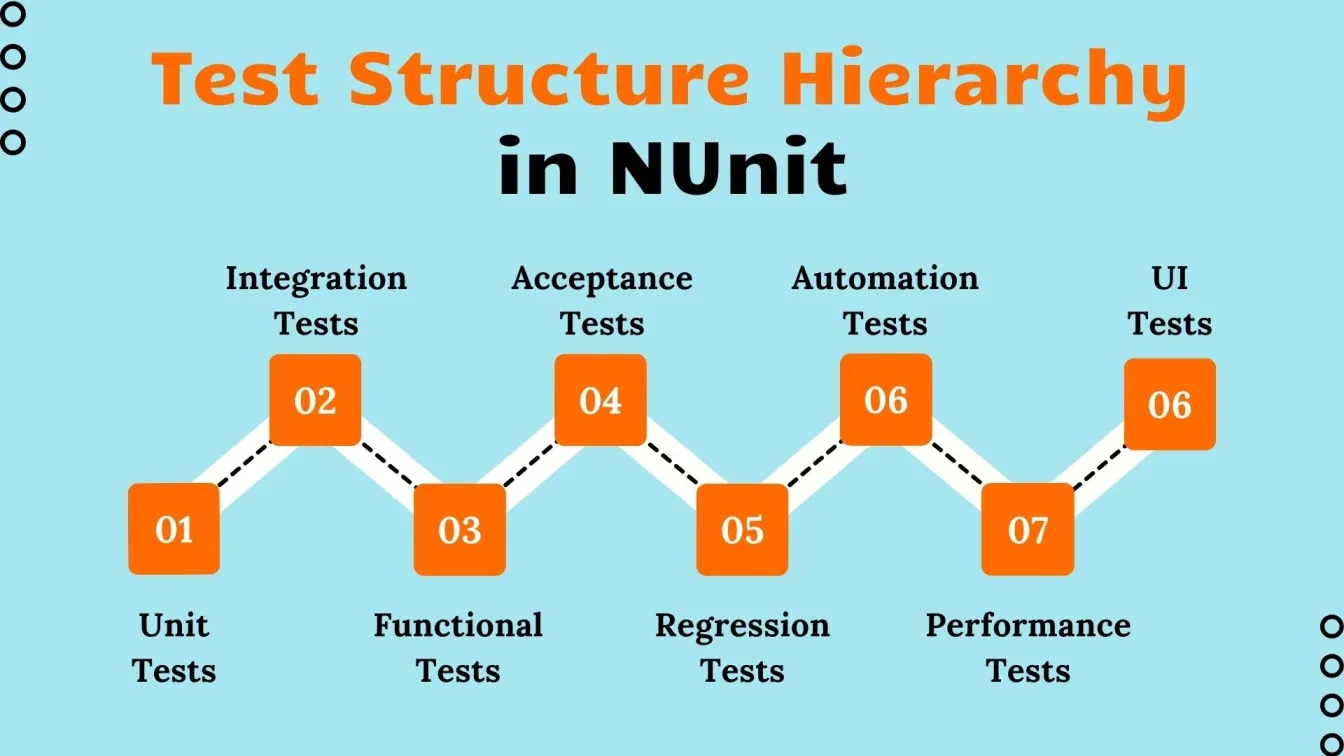 Test Structure Hierarchy
in NUnit
Integration
Tests
Acceptance
Tests
Automation
Tests
UI
Tests
02
04
06
06
01
03
05
07
Unit
Tests
Functional
Tests
Regression
Tests
Performance
Tests